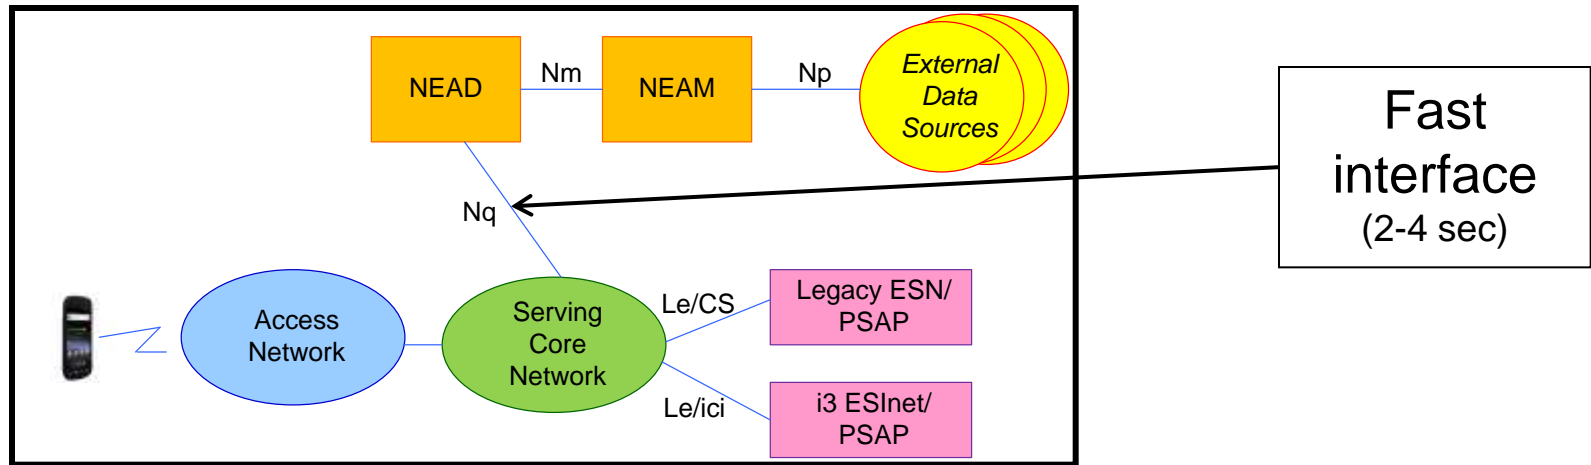 NEAD
Nm
NEAM
Np
External
Data
Sources
Fast
interface
(2-4 sec)
Nq
Access
Network
Serving
Core
Network
Le/CS
Legacy ESN/
PSAP
Le/ici
i3 ESInet/
PSAP